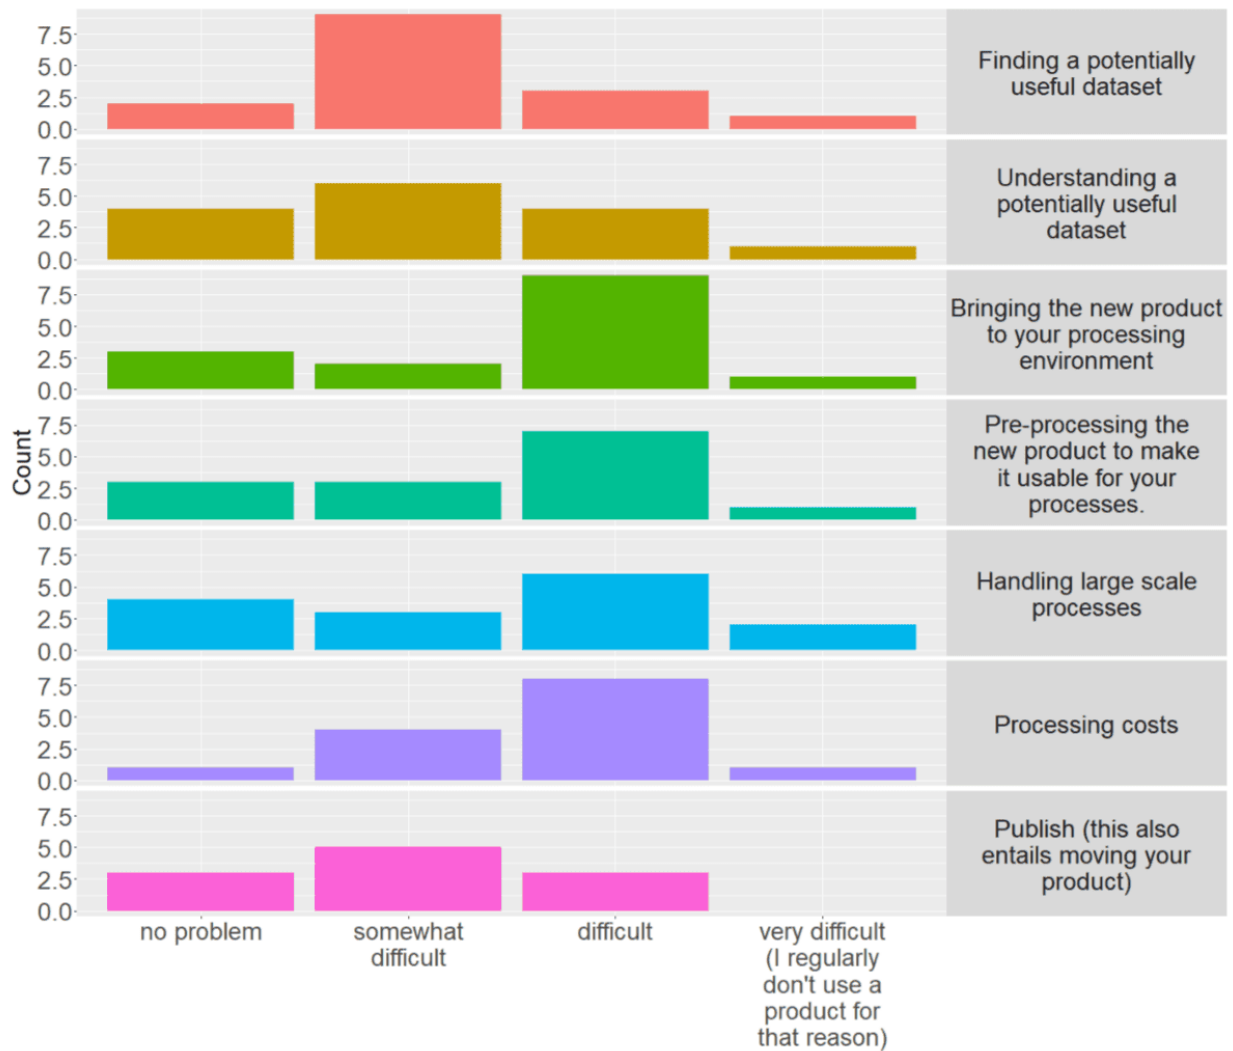 Count
7.5
5.0
2.5
0.0
Finding a potentially
useful dataset
7.5
5.0
2.5
0.0
Understanding a
potentially useful
dataset
7.5
5.0
2.5
0.0
Bringing the new product
to your processing
environment
7.5
5.0
2.5
0.0
Pre-processing the
new product to make
it usable for your
processes.
7.5
5.0
2.5
0.0
Handling large scale
processes
7.5
5.0
2.5
0.0
Processing costs
7.5
5.0
2.5
0.0
Publish (this also
entails moving your
product)
no problem
somewhat
difficult
difficult
very difficult
(I regularly
don't use a
product for
that reason)